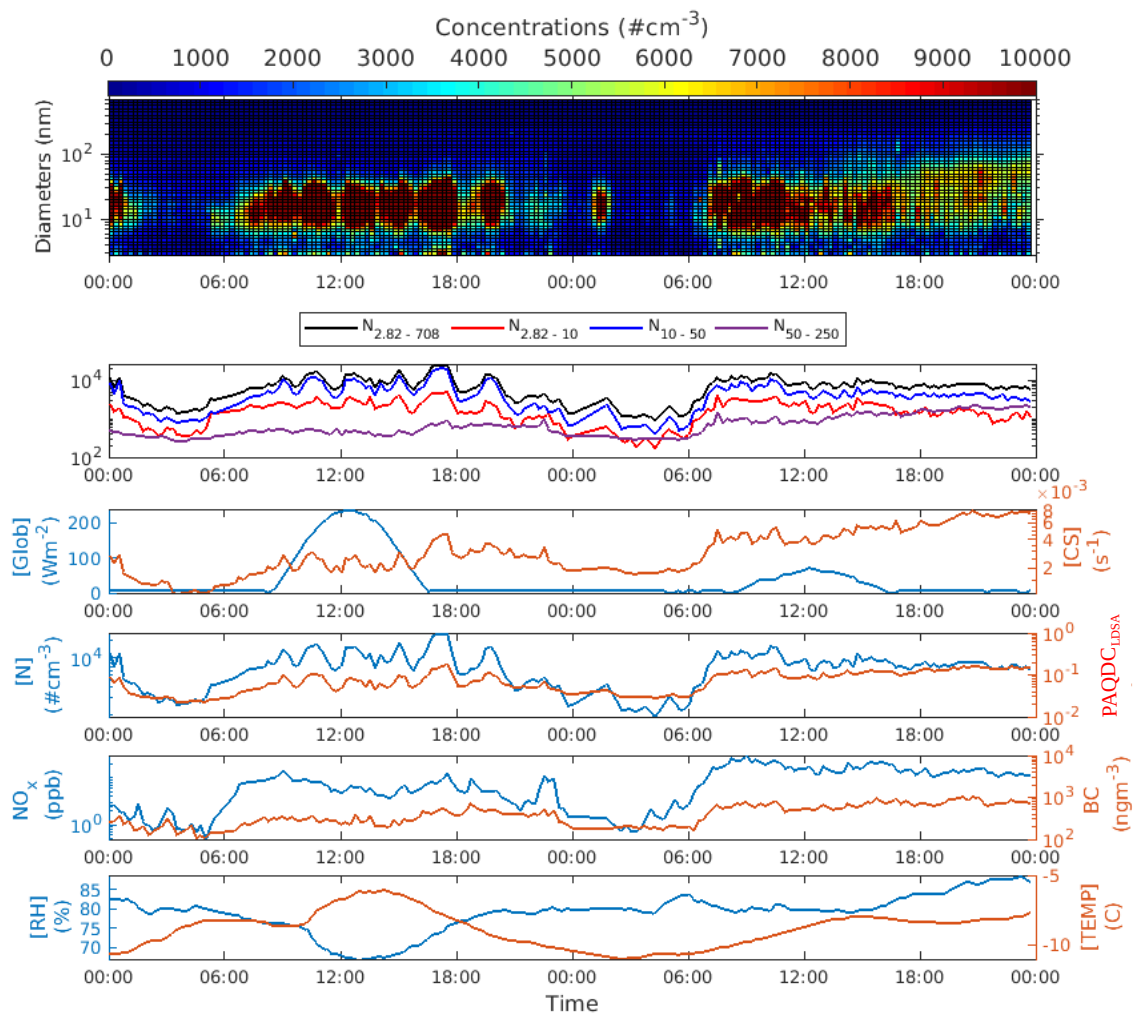 Concentrations (#cm-3)
0 1000 2000 3000 4000 5000 6000 7000 8000 9000 10000
Diameters (nm)
102
101
00:00 06:00 12:00 18:00 00:00 06:00 12:00 18:00 00:00
N2.82 - 708 N2.82 - 10 N10 - 50 N50 - 250
104
102
00:00 06:00 12:00 18:00 00:00 06:00 12:00 18:00 00:00
[Glob]
(Wm-2)
200
100
0
×10-3
8
6
4
2
[CS]
(s-1)
00:00 06:00 12:00 18:00 00:00 06:00 12:00 18:00 00:00
[N]
(#cm-3)
104
100
10-1
10-2
PAQDCLDSA
00:00 06:00 12:00 18:00 00:00 06:00 12:00 18:00 00:00
NOx
(ppb)
100
104
103
102
BC
(ngm-3)
00:00 06:00 12:00 18:00 00:00 06:00 12:00 18:00 00:00
[RH]
(%)
85
80
75
70
-5
-10
[TEMP]
(C)
00:00 06:00 12:00 18:00 00:00 06:00 12:00 18:00 00:00
Time